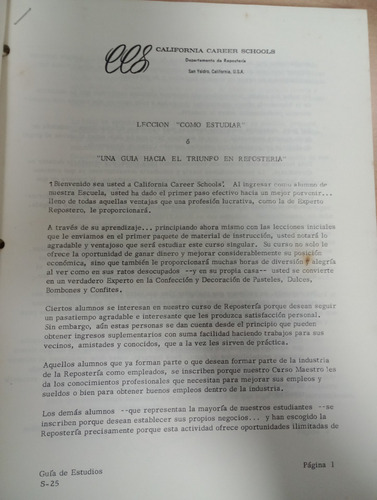 ccs CALIFORNIA CAREER SCHOOLS
Departamento de Repostería
San Ysidro, California, U.S.A.
LECCION "COMO ESTUDIAR"
ó
"UNA GUIA HACIA EL TRIUNFO EN REPOSTERIA"
¡Bienvenido sea usted a California Career Schools! Al ingresar como alumno de
nuestra Escuela, usted ha dado el primer paso efectivo hacia un mejor porvenir...
lleno de todas aquellas ventajas que una profesión lucrativa, como la de Experto
Repostero, le proporcionará.
A través de su aprendizaje... principiando ahora mismo con las lecciones iniciales
que le enviamos en el primer paquete de material de instrucción, usted notará lo
agradable y ventajoso que será estudiar este curso singular. Su curso no solo le
ofrece la oportunidad de ganar dinero y mejorar considerablemente su posición
económica, sino que también le proporcionará muchas horas de diversión y alegría
al ver como en sus ratos desocupados --y en su propia casa-- usted se convierte
en un verdadero Experto en la Confección y Decoración de Pasteles, Dulces,
Bombones y Confites.
Ciertos alumnos se interesan en nuestro curso de Repostería porque desean seguir
un pasatiempo agradable e interesante que les produzca satisfacción personal.
Sin embargo, aún estas personas se dan cuenta desde el principio que pueden
obtener ingresos suplementarios con suma facilidad haciendo trabajos para sus
vecinos, amistades y conocidos, que a la vez les sirven de práctica.
Aquellos alumnos que ya forman parte o que desean formar parte de la industria
de la Repostería como empleados, se inscriben porque nuestro Curso Maestro les
da los conocimientos profesionales que necesitan para mejorar sus empleos y
sueldos o bien para obtener buenos empleos dentro de la industria.
Los demás alumnos --que representan la mayoría de nuestros estudiantes --se
inscriben porque desean establecer sus propios negocios... y han escogido la
Repostería precisamente porque esta actividad ofrece oportunidades ilimitadas de
Guía de Estudios
S-25
Página 1